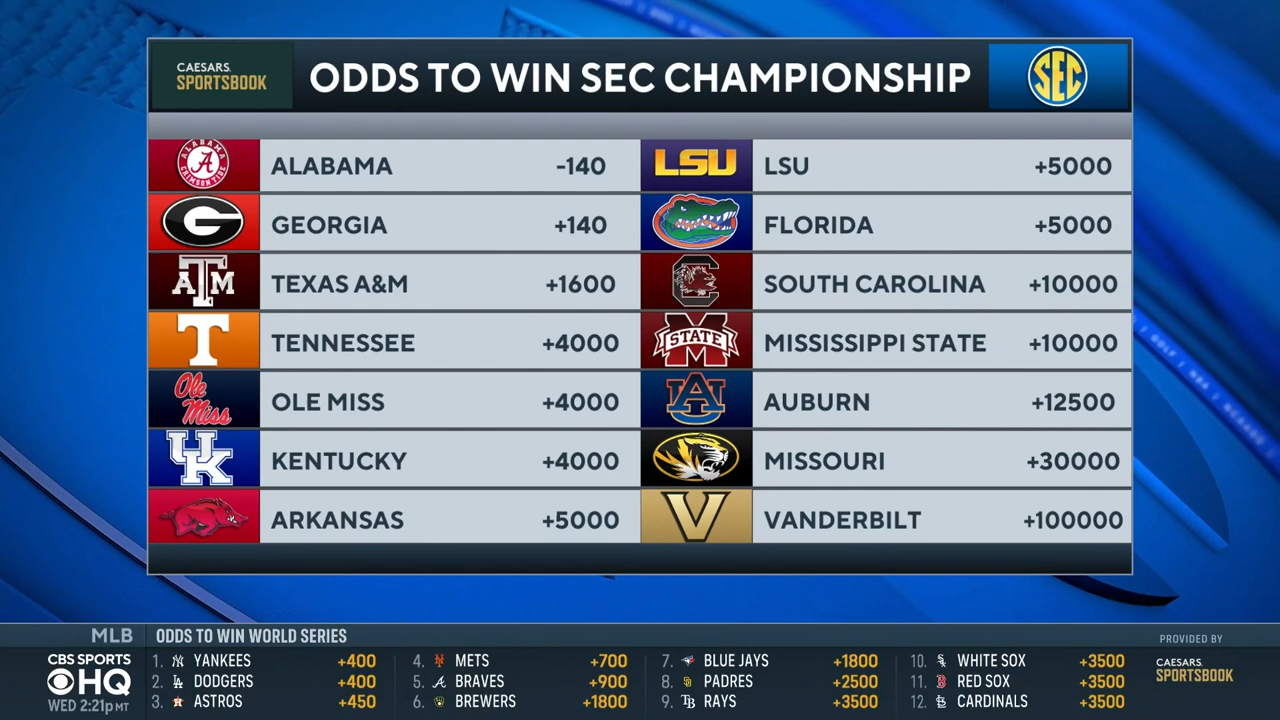 CAESARS
SPORTSBOOK
ODDS TO WIN SEC CHAMPIONSHIP
SEC
ALABAMA -140
GEORGIA +140
TEXAS A&M +1600
TENNESSEE +4000
OLE MISS +4000
KENTUCKY +4000
ARKANSAS +5000
LSU LSU +5000
FLORIDA +5000
SOUTH CAROLINA +10000
MISSISSIPPI STATE +10000
AUBURN +12500
MISSOURI +30000
VANDERBILT +100000
ALABAMA
A
CRIMSON TIDE
G
ATM
T
Ole
Miss
UK
C
STATE
M
AU
V
MLB ODDS TO WIN WORLD SERIES
PROVIDED BY
CAESARS
SPORTSBOOK
CBS SPORTS
HQ
WED 2:21P MT
1. YANKEES +400
2. DODGERS +400
3. ASTROS +450
4. METS +700
5. BRAVES +900
6. BREWERS +1800
7. BLUE JAYS +1800
8. PADRES +2500
9. RAYS +3500
10. WHITE SOX +3500
11. RED SOX +3500
12. CARDINALS +3500